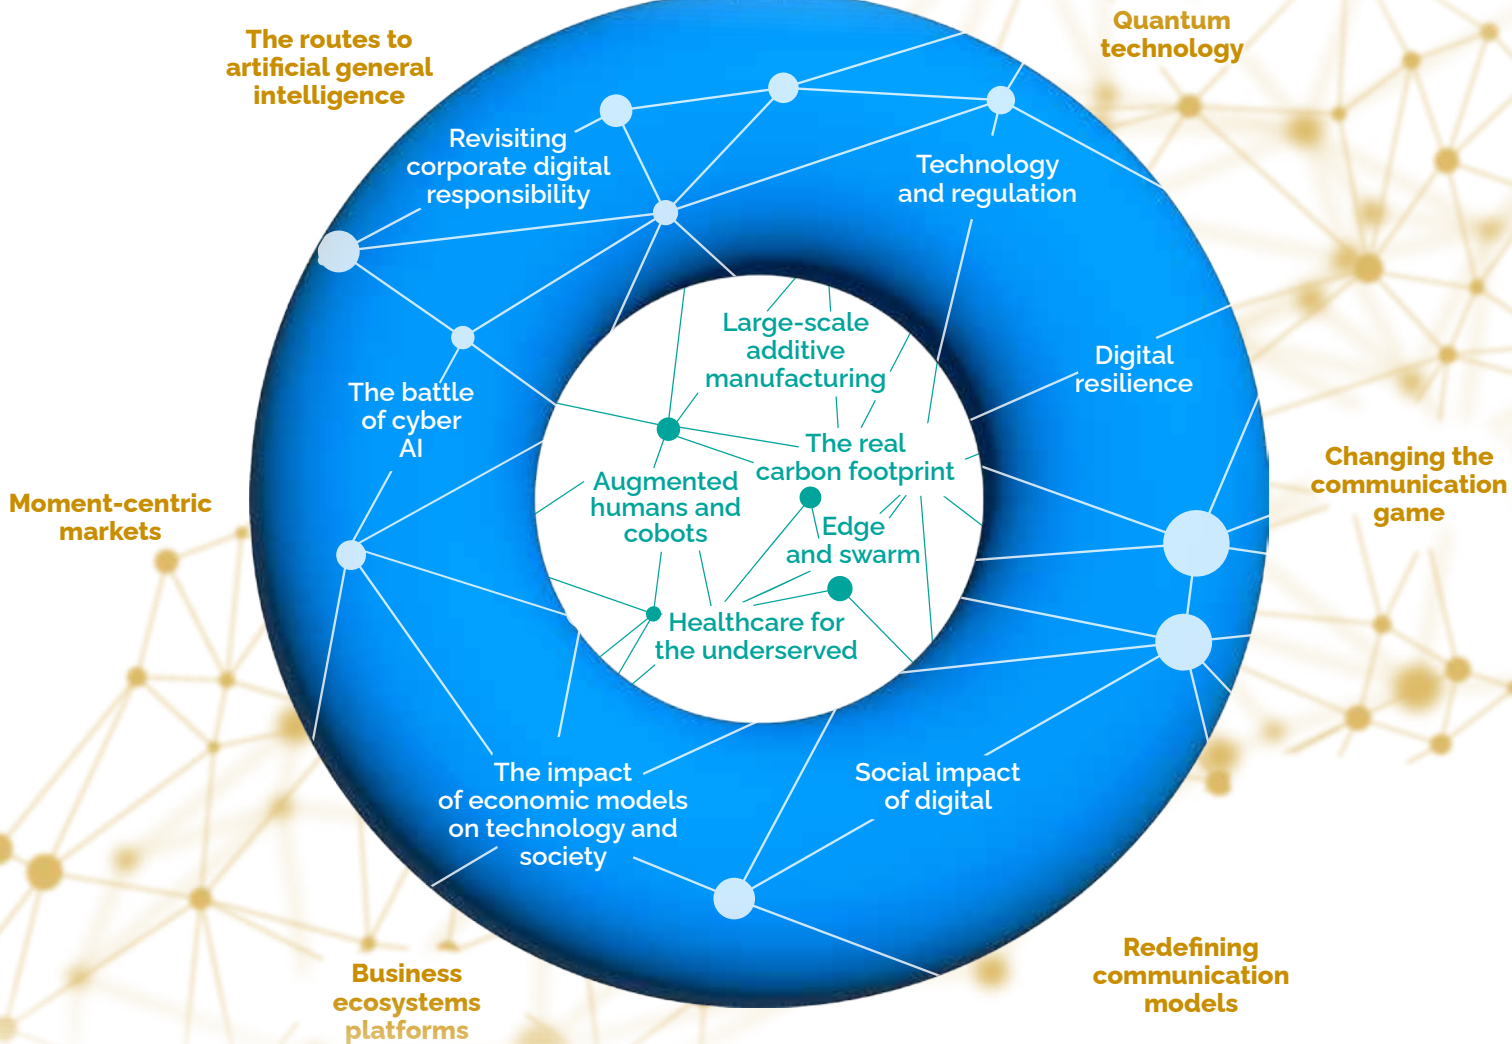 The routes to
artificial general
intelligence
Quantum
technology
Revisiting
corporate digital
responsibility
Technology
and regulation
Large-scale
additive
manufacturing
Digital
resilience
The battle
of cyber
AI
The real
carbon footprint
Augmented
humans and
cobots
Edge
and swarm
Healthcare for
the underserved
Moment-centric
markets
Changing the
communication
game
The impact
of economic models
on technology and
society
Social impact
of digital
Business
ecosystems
platforms
Redefining
communication
models